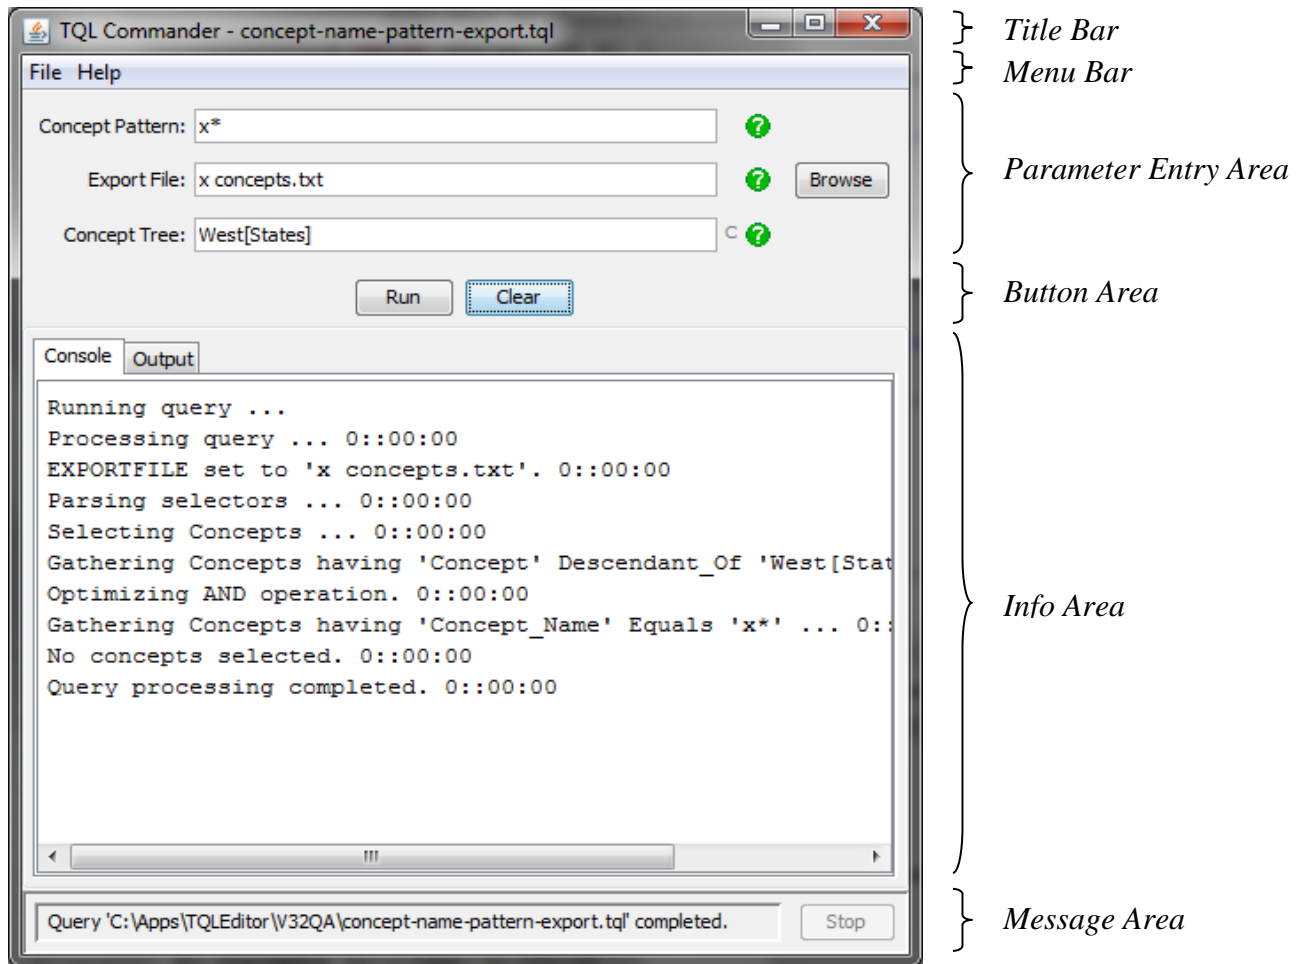 TQL Commander - concept-name-pattern-export.tql
Title Bar
File Help
Menu Bar
Concept Pattern: x*
Export File: x concepts.txt
Browse
Parameter Entry Area
Concept Tree: West[States]
C
Run Clear
Button Area
Console Output
Running query ...
Processing query ... 0::00:00
EXPORTFILE set to 'x concepts.txt'. 0::00:00
Parsing selectors ... 0::00:00
Selecting Concepts ... 0::00:00
Gathering Concepts having 'Concept' Descendant_Of 'West[Stat
Optimizing AND operation. 0::00:00
Gathering Concepts having 'Concept_Name' Equals 'x*' ... 0::
No concepts selected. 0::00:00
Query processing completed. 0::00:00
Info Area
Query 'C:\Apps\TQLEditor\V32QA\concept-name-pattern-export.tql' completed.
Stop
Message Area